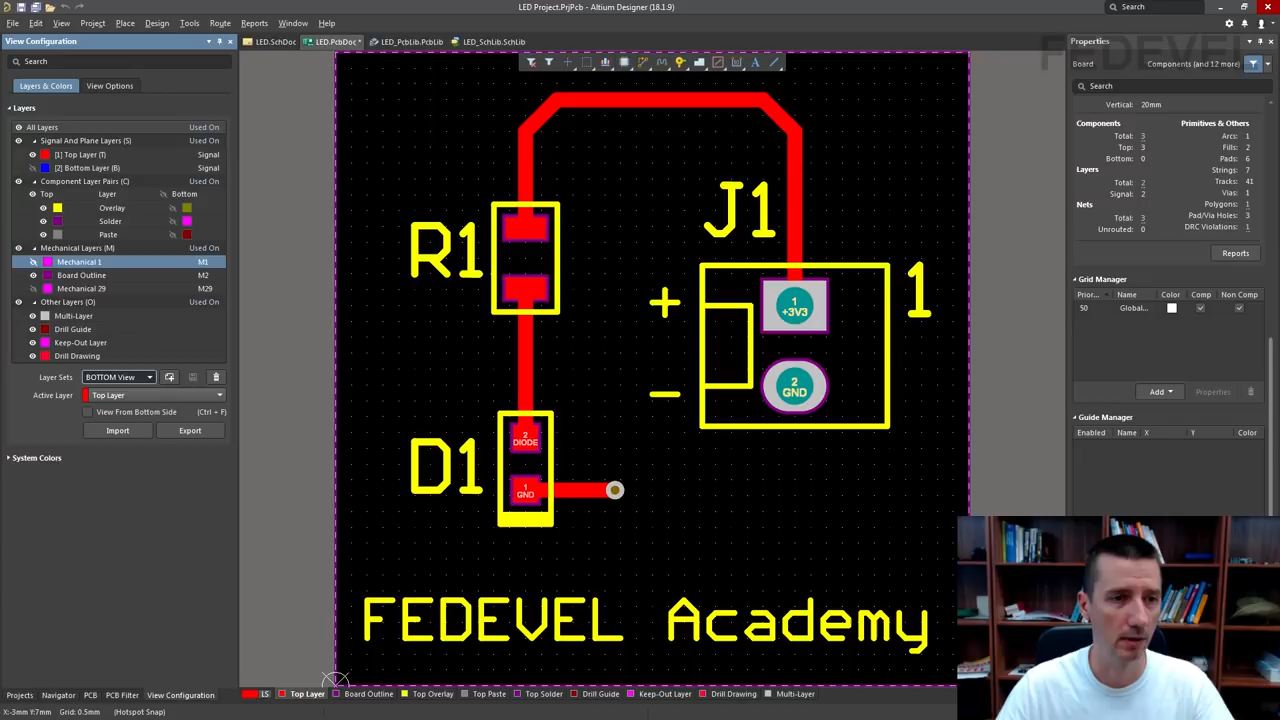 LED Project.PrjPcb - Altium Designer (18.1.9)
Search
File Edit View Project Place Design Tools Route Reports Window Help
View Configuration
LED.SchDoc
LED.PcbDoc *
LED_PcbLib.PcbLib
LED_SchLib.SchLib
Properties
FEDEVEL
Search
Board
Components (and 12 more)
Search
Layers & Colors
View Options
Layers
All Layers Used On
Signal And Plane Layers (S) Used On
[1] Top Layer (T) Signal
[2] Bottom Layer (B) Signal
Component Layer Pairs (C) Used On
Top Layer Bottom
Overlay
Solder
Paste
Mechanical Layers (M) Used On
Mechanical 1 M1
Board Outline M2
Mechanical 29 M29
Other Layers (O) Used On
Multi-Layer
Drill Guide
Keep-Out Layer
Drill Drawing
Layer Sets BOTTOM View
Active Layer Top Layer
View From Bottom Side (Ctrl + F)
Import
Export
System Colors
R1
J1
1
+
1
+3V3
−
2
GND
D1
2
DIODE
1
GND
FEDEVEL Academy
Vertical: 20mm
Components Primitives & Others
Total: 3 Arcs: 1
Top: 3 Fills: 2
Bottom: 0 Pads: 6
Strings: 7
Layers Tracks: 41
Total: 2 Vias: 1
Signal: 2 Polygons: 1
Nets Pad/Via Holes: 3
Total: 3 DRC Violations: 1
Unrouted: 0
Reports
Grid Manager
Prior... Name Color Comp Non Comp
50 Global...
Add
Properties
Guide Manager
Enabled Name X Y Color
Projects Navigator PCB PCB Filter View Configuration
LS Top Layer Board Outline Top Overlay Top Paste Top Solder Drill Guide Keep-Out Layer Drill Drawing Multi-Layer
X:-3mm Y:7mm Grid: 0.5mm (Hotspot Snap)